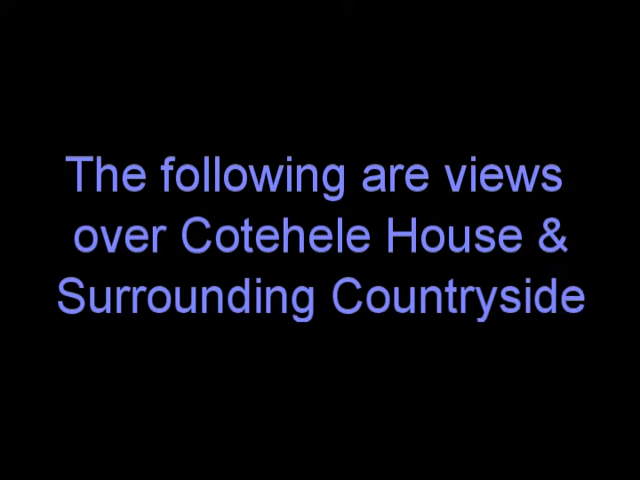 The following are views
over Cotehele House &
Surrounding Countryside